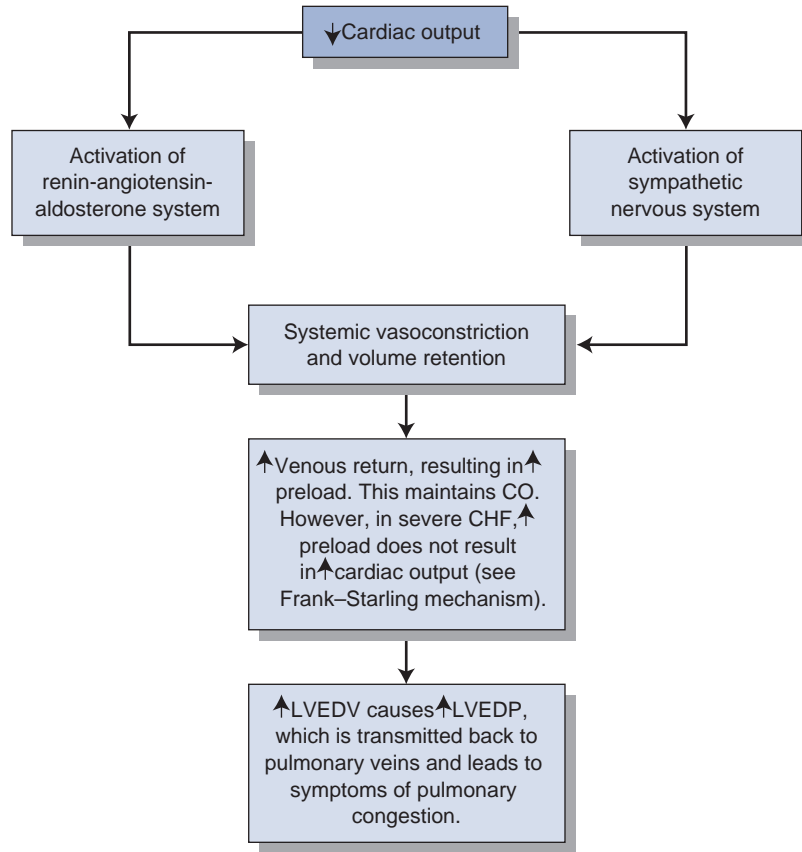 ↓Cardiac output
Activation of
renin-angiotensin-
aldosterone system
Activation of
sympathetic
nervous system
Systemic vasoconstriction
and volume retention
↑Venous return, resulting in↑
preload. This maintains CO.
However, in severe CHF,↑
preload does not result
in↑cardiac output (see
Frank–Starling mechanism).
↑LVEDV causes↑LVEDP,
which is transmitted back to
pulmonary veins and leads to
symptoms of pulmonary
congestion.